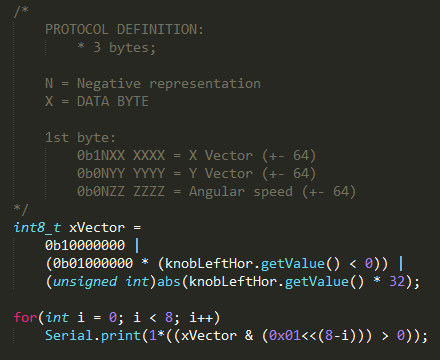 /*
    PROTOCOL DEFINITION:
        * 3 bytes;

    N = Negative representation
    X = DATA BYTE

    1st byte:
        0b1NXX XXXX = X Vector (+- 64)
        0b0NYY YYYY = Y Vector (+- 64)
        0b0NZZ ZZZZ = Angular speed (+- 64)
*/
int8_t xVector =
    0b10000000 |
    (0b01000000 * (knobLeftHor.getValue() < 0)) |
    (unsigned int)abs(knobLeftHor.getValue() * 32);

for(int i = 0; i < 8; i++)
    Serial.print(1*((xVector & (0x01<<(8-i))) > 0));